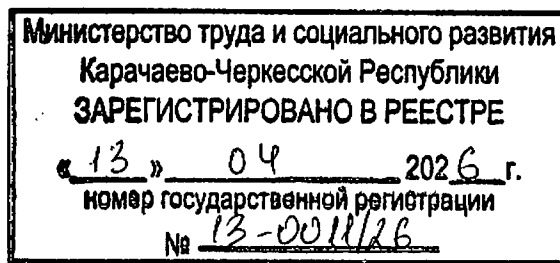 Министерство труда и социального развития
Карачаево-Черкесской Республики
ЗАРЕГИСТРИРОВАНО В РЕЕСТРЕ
« 13 » 04 2026 г.
номер государственной регистрации
№ 13-0011/26